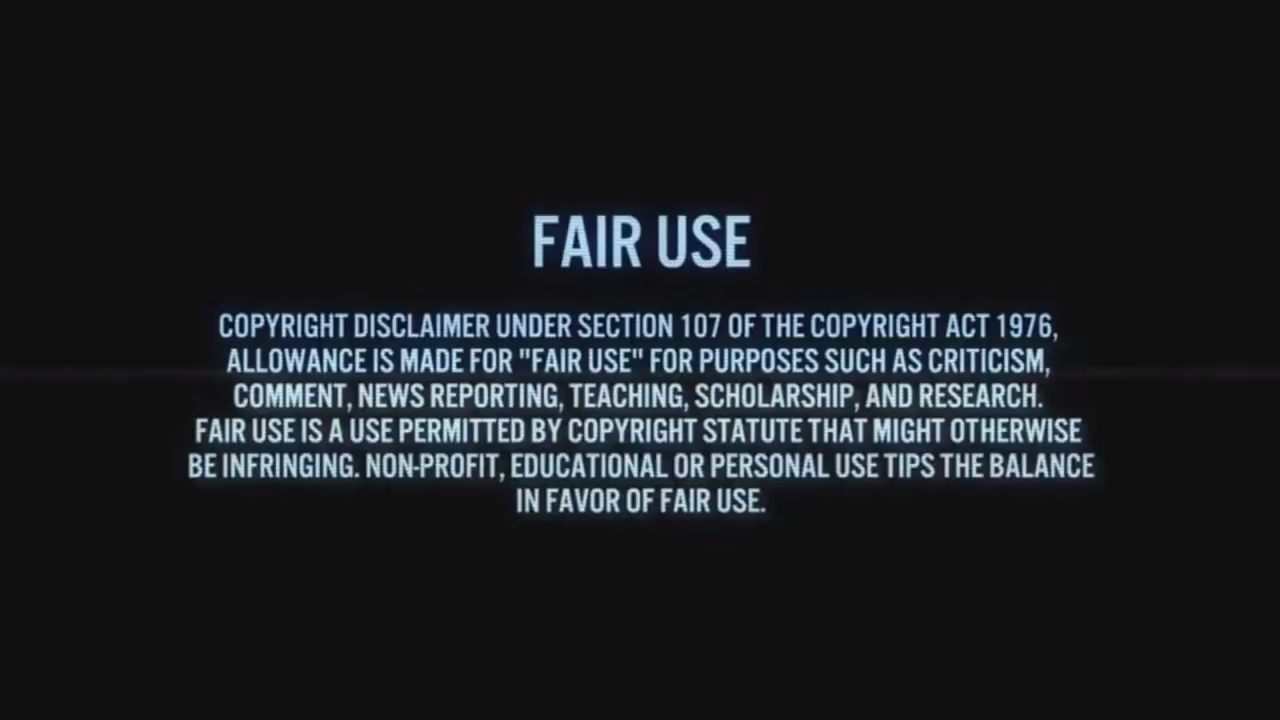 FAIR USE
COPYRIGHT DISCLAIMER UNDER SECTION 107 OF THE COPYRIGHT ACT 1976,
ALLOWANCE IS MADE FOR "FAIR USE" FOR PURPOSES SUCH AS CRITICISM,
COMMENT, NEWS REPORTING, TEACHING, SCHOLARSHIP, AND RESEARCH.
FAIR USE IS A USE PERMITTED BY COPYRIGHT STATUTE THAT MIGHT OTHERWISE
BE INFRINGING. NON-PROFIT, EDUCATIONAL OR PERSONAL USE TIPS THE BALANCE
IN FAVOR OF FAIR USE.